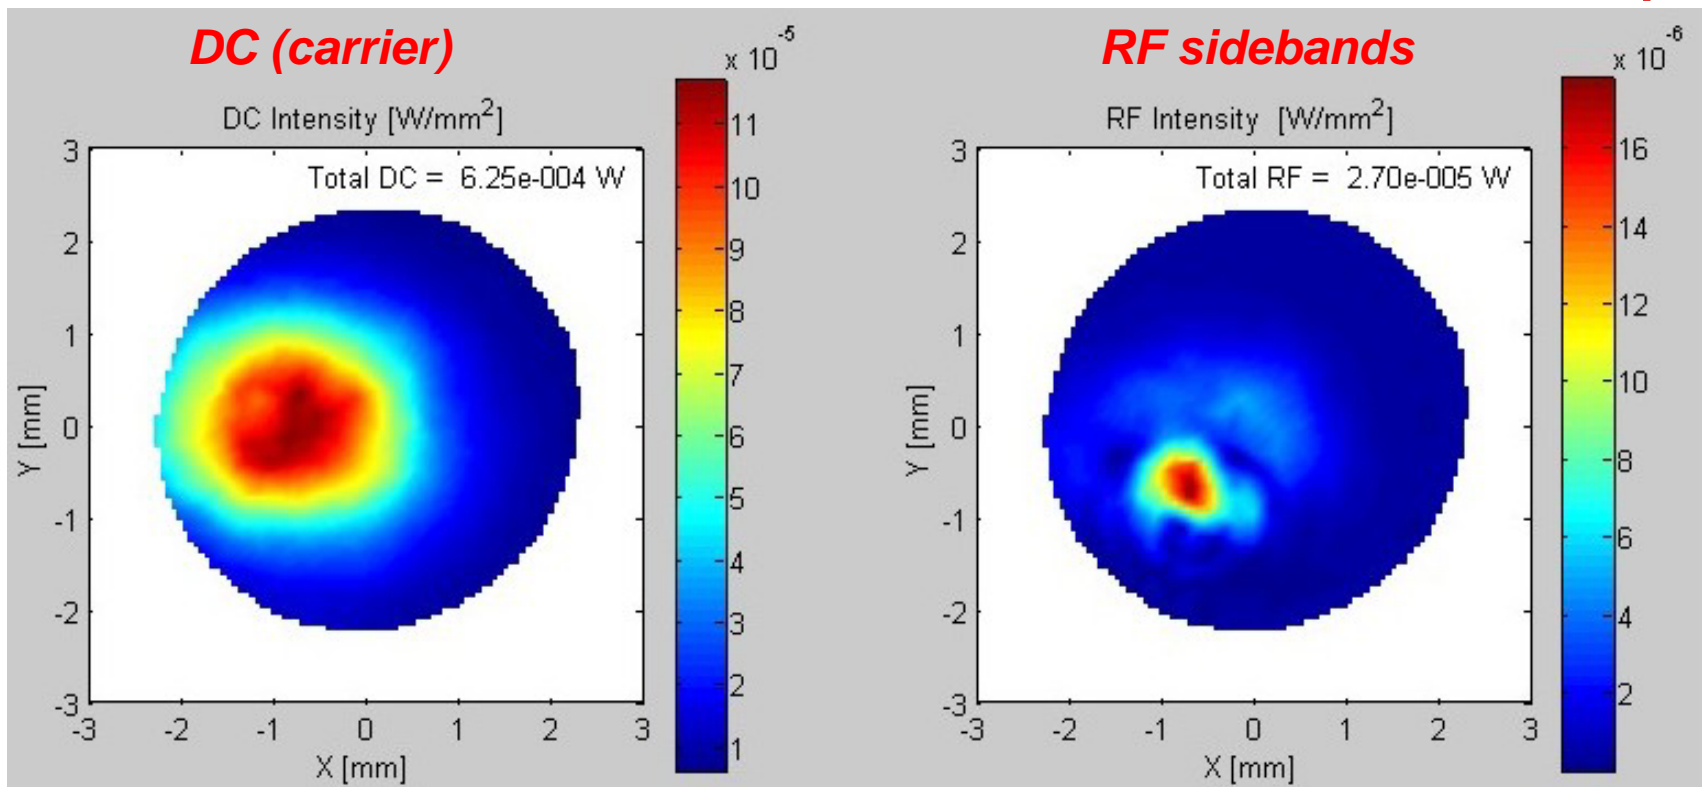 DC (carrier)
DC Intensity [W/mm²]
Total DC = 6.25e-004 W
3
2
1
0
-1
-2
-3
Y [mm]
-3 -2 -1 0 1 2 3
X [mm]
x 10^-5
11
10
9
8
7
6
5
4
3
2
1
RF sidebands
RF Intensity [W/mm²]
Total RF = 2.70e-005 W
3
2
1
0
-1
-2
-3
Y [mm]
-3 -2 -1 0 1 2 3
X [mm]
x 10^-6
16
14
12
10
8
6
4
2